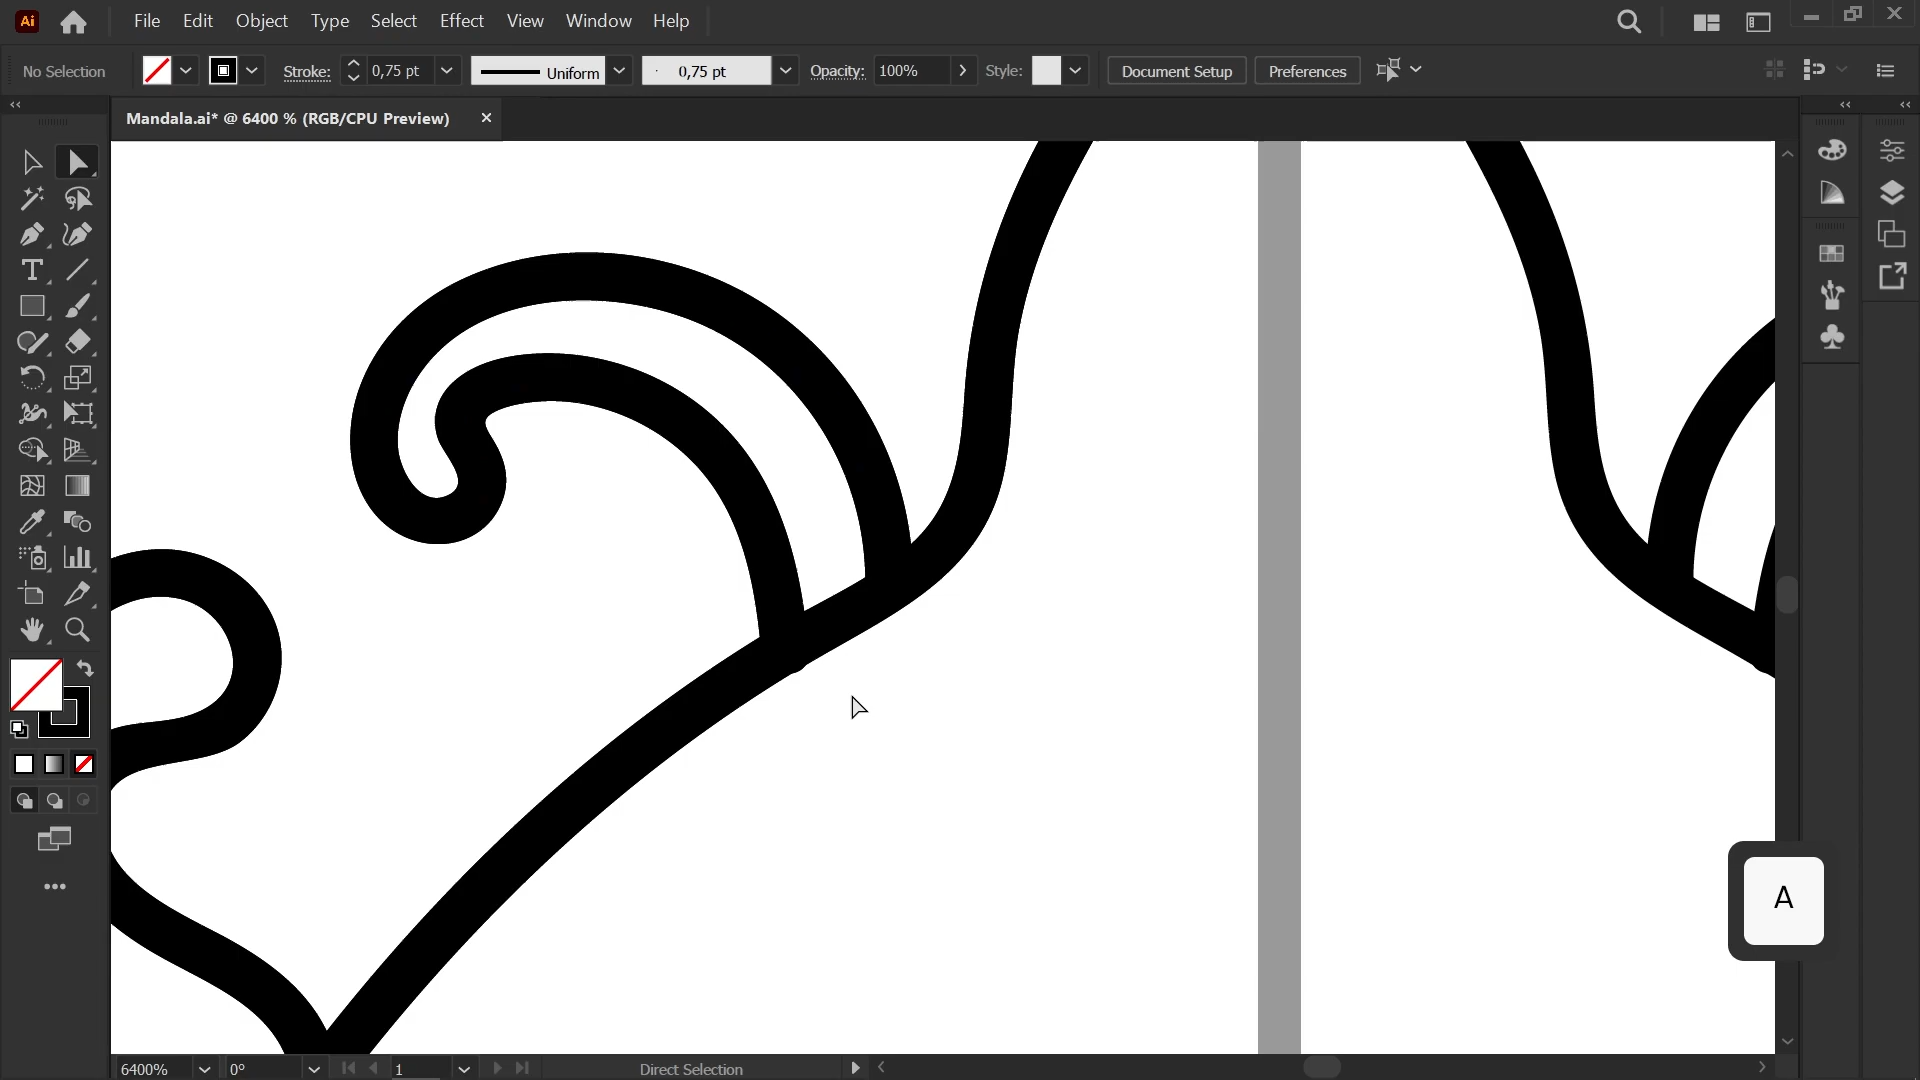 Ai File Edit Object Type Select Effect View Window Help
No Selection Stroke: 0,75 pt Uniform 0,75 pt Opacity: 100% Style: Document Setup Preferences
Mandala.ai* @ 6400 % (RGB/CPU Preview)
A
6400% 0° 1 Direct Selection